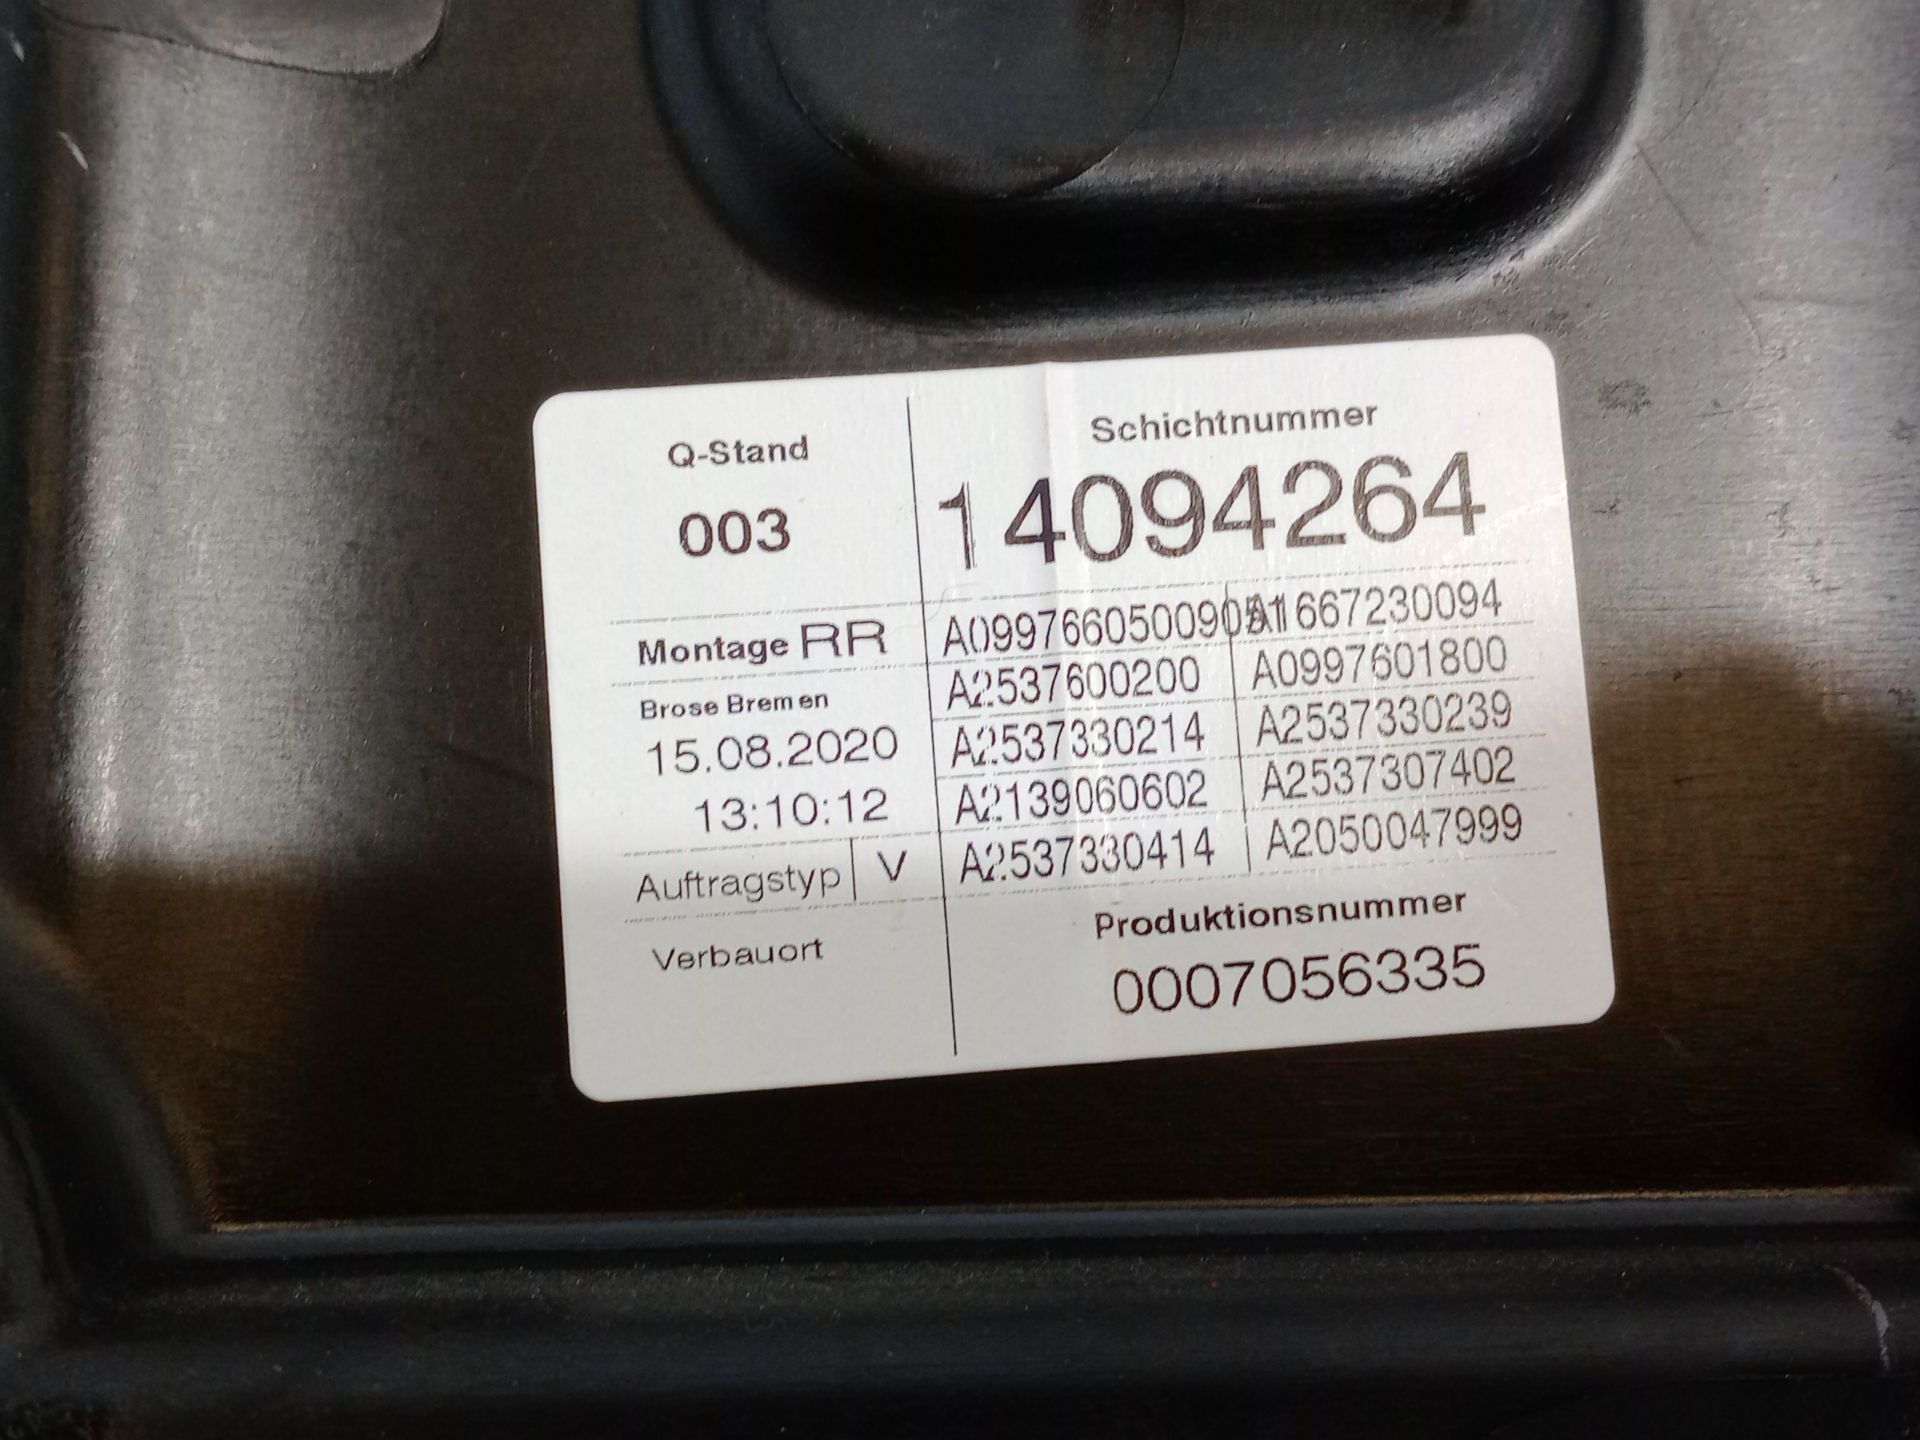 Q-Stand
003
Schichtnummer
14094264
Montage RR
Brose Bremen
15.08.2020
13:10:12
Auftragstyp V
Verbauort
A1667230094
A2537600200 A0997601800
A2537330214 A2537330239
A2139060602 A2537307402
A2537330414 A2050047999
Produktionsnummer
0007056335